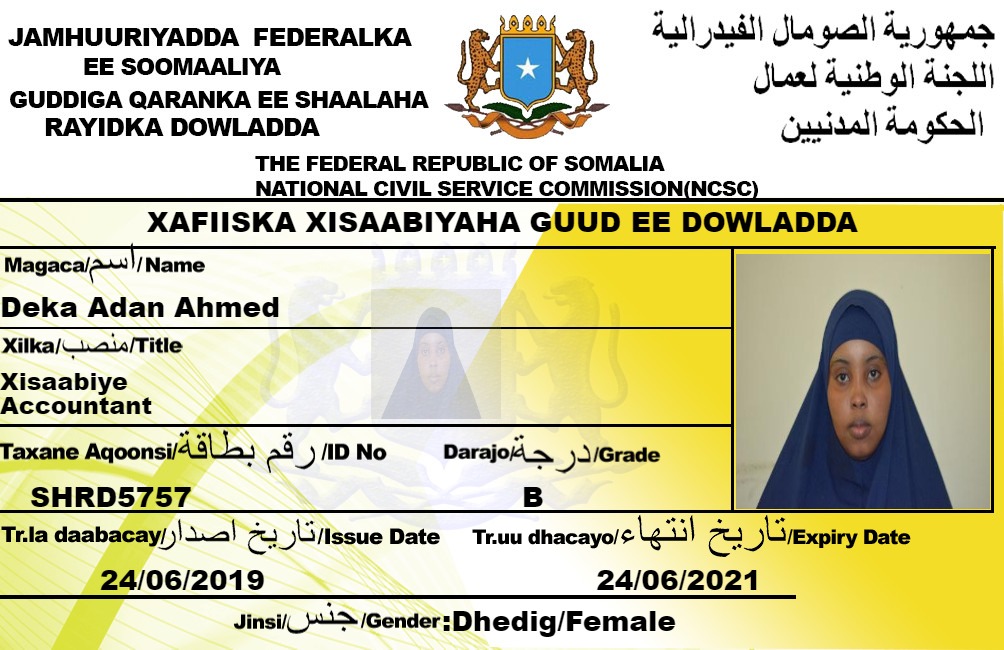 JAMHUURIYADDA FEDERALKA
EE SOOMAALIYA
GUDDIGA QARANKA EE SHAALAHA
RAYIDKA DOWLADDA
جمهورية الصومال الفيدرالية
اللجنة الوطنية لعمال
الحكومة المدنيين
THE FEDERAL REPUBLIC OF SOMALIA
NATIONAL CIVIL SERVICE COMMISSION(NCSC)
XAFIISKA XISAABIYAHA GUUD EE DOWLADDA
Magaca/اسم/Name
Deka Adan Ahmed
Xilka/منصب/Title
Xisaabiye
Accountant
Taxane Aqoonsi/رقم بطاقة/ID No
SHRD5757
Darajo/درجة/Grade
B
Tr.la daabacay/تاريخ اصدار/Issue Date
24/06/2019
Tr.uu dhacayo/تاريخ انتهاء/Expiry Date
24/06/2021
Jinsi/جنس/Gender:Dhedig/Female